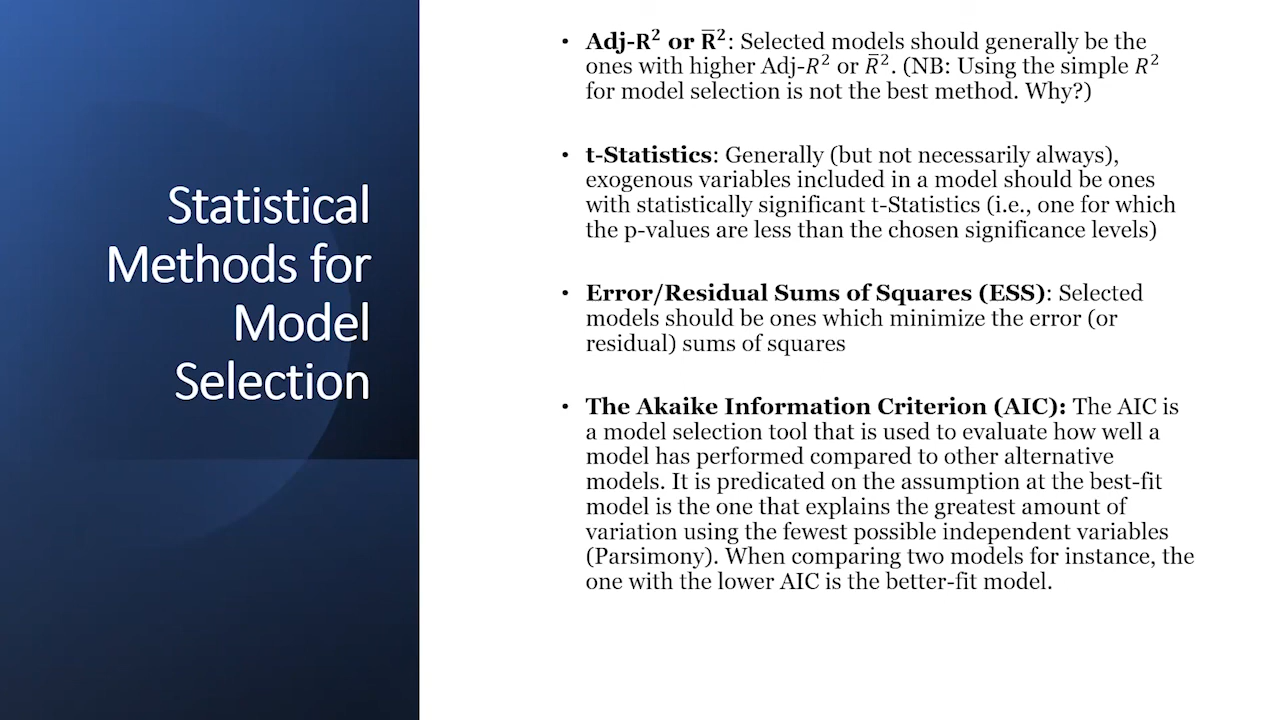 Statistical
Methods for
Model
Selection
• Adj-R² or R̅²: Selected models should generally be the
ones with higher Adj-R² or R̅². (NB: Using the simple R²
for model selection is not the best method. Why?)
• t-Statistics: Generally (but not necessarily always),
exogenous variables included in a model should be ones
with statistically significant t-Statistics (i.e., one for which
the p-values are less than the chosen significance levels)
• Error/Residual Sums of Squares (ESS): Selected
models should be ones which minimize the error (or
residual) sums of squares
• The Akaike Information Criterion (AIC): The AIC is
a model selection tool that is used to evaluate how well a
model has performed compared to other alternative
models. It is predicated on the assumption at the best-fit
model is the one that explains the greatest amount of
variation using the fewest possible independent variables
(Parsimony). When comparing two models for instance, the
one with the lower AIC is the better-fit model.